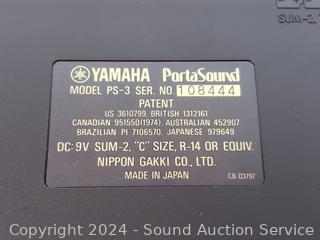 SUM-2,
YAMAHA PortaSound
MODEL PS-3 SER. NO. 108444
PATENT
US 3610799, BRITISH 1312161
CANADIAN 951550(1974), AUSTRALIAN 452907
BRAZILIAN PI 7106570, JAPANESE 979649
DC: 9V SUM-2, "C" SIZE, R-14 OR EQUIV.
NIPPON GAKKI CO., LTD.
MADE IN JAPAN
CB 03797
Copyright © 2024 - Sound Auction Service